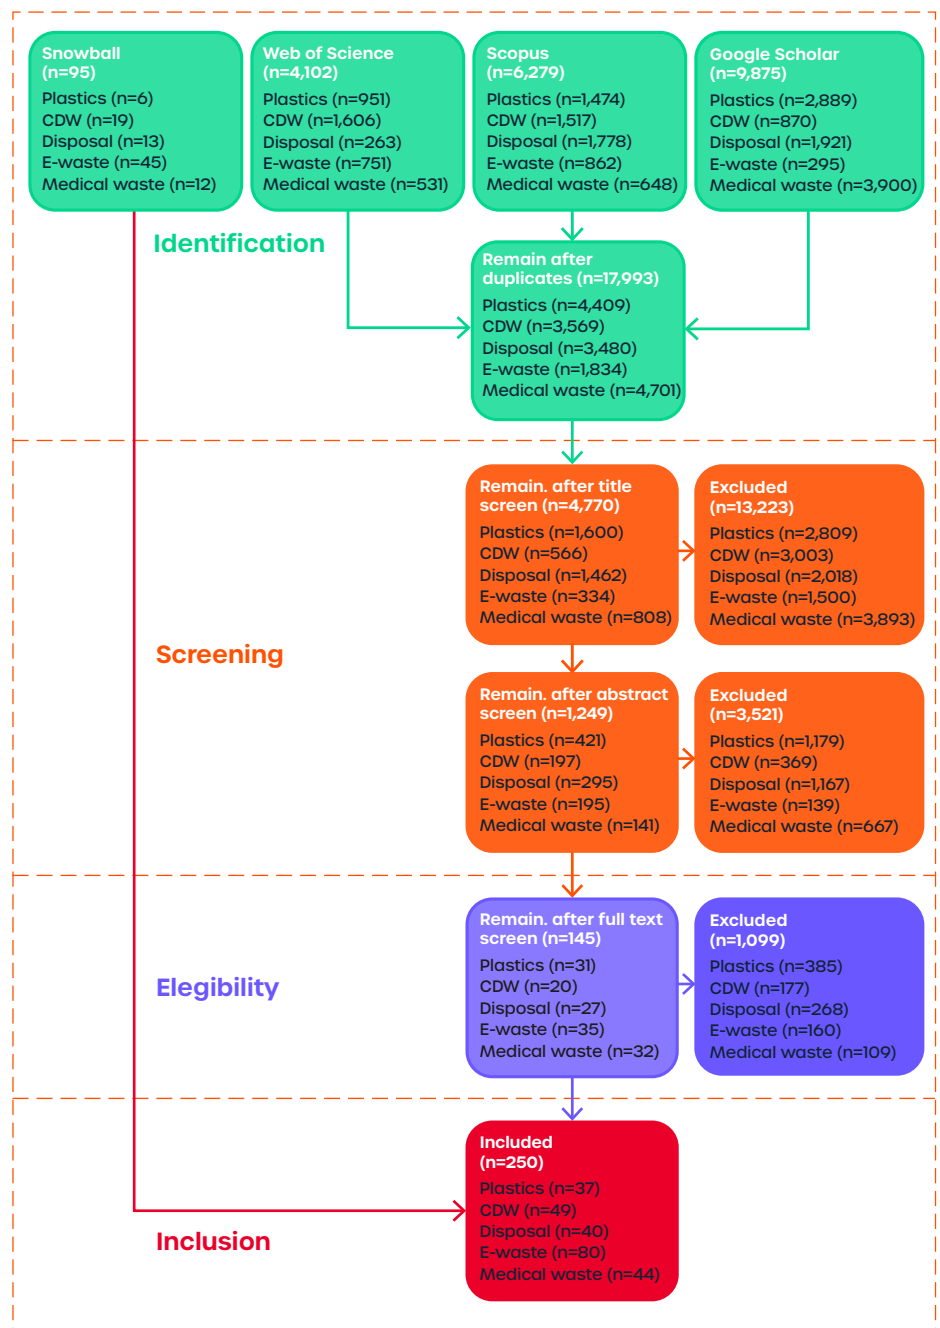 Snowball
(n=95)
Plastics (n=6)
CDW (n=19)
Disposal (n=13)
E-waste (n=45)
Medical waste (n=12)
Web of Science
(n=4,102)
Plastics (n=951)
CDW (n=1,606)
Disposal (n=263)
E-waste (n=751)
Medical waste (n=531)
Scopus
(n=6,279)
Plastics (n=1,474)
CDW (n=1,517)
Disposal (n=1,778)
E-waste (n=862)
Medical waste (n=648)
Google Scholar
(n=9,875)
Plastics (n=2,889)
CDW (n=870)
Disposal (n=1,921)
E-waste (n=295)
Medical waste (n=3,900)
Identification
Remain after
duplicates (n=17,993)
Plastics (n=4,409)
CDW (n=3,569)
Disposal (n=3,480)
E-waste (n=1,834)
Medical waste (n=4,701)
Screening
Remain. after title
screen (n=4,770)
Plastics (n=1,600)
CDW (n=566)
Disposal (n=1,462)
E-waste (n=334)
Medical waste (n=808)
Excluded
(n=13,223)
Plastics (n=2,809)
CDW (n=3,003)
Disposal (n=2,018)
E-waste (n=1,500)
Medical waste (n=3,893)
Remain. after abstract
screen (n=1,249)
Plastics (n=421)
CDW (n=197)
Disposal (n=295)
E-waste (n=195)
Medical waste (n=141)
Excluded
(n=3,521)
Plastics (n=1,179)
CDW (n=369)
Disposal (n=1,167)
E-waste (n=139)
Medical waste (n=667)
Elegibility
Remain. after full text
screen (n=145)
Plastics (n=31)
CDW (n=20)
Disposal (n=27)
E-waste (n=35)
Medical waste (n=32)
Excluded
(n=1,099)
Plastics (n=385)
CDW (n=177)
Disposal (n=268)
E-waste (n=160)
Medical waste (n=109)
Inclusion
Included
(n=250)
Plastics (n=37)
CDW (n=49)
Disposal (n=40)
E-waste (n=80)
Medical waste (n=44)